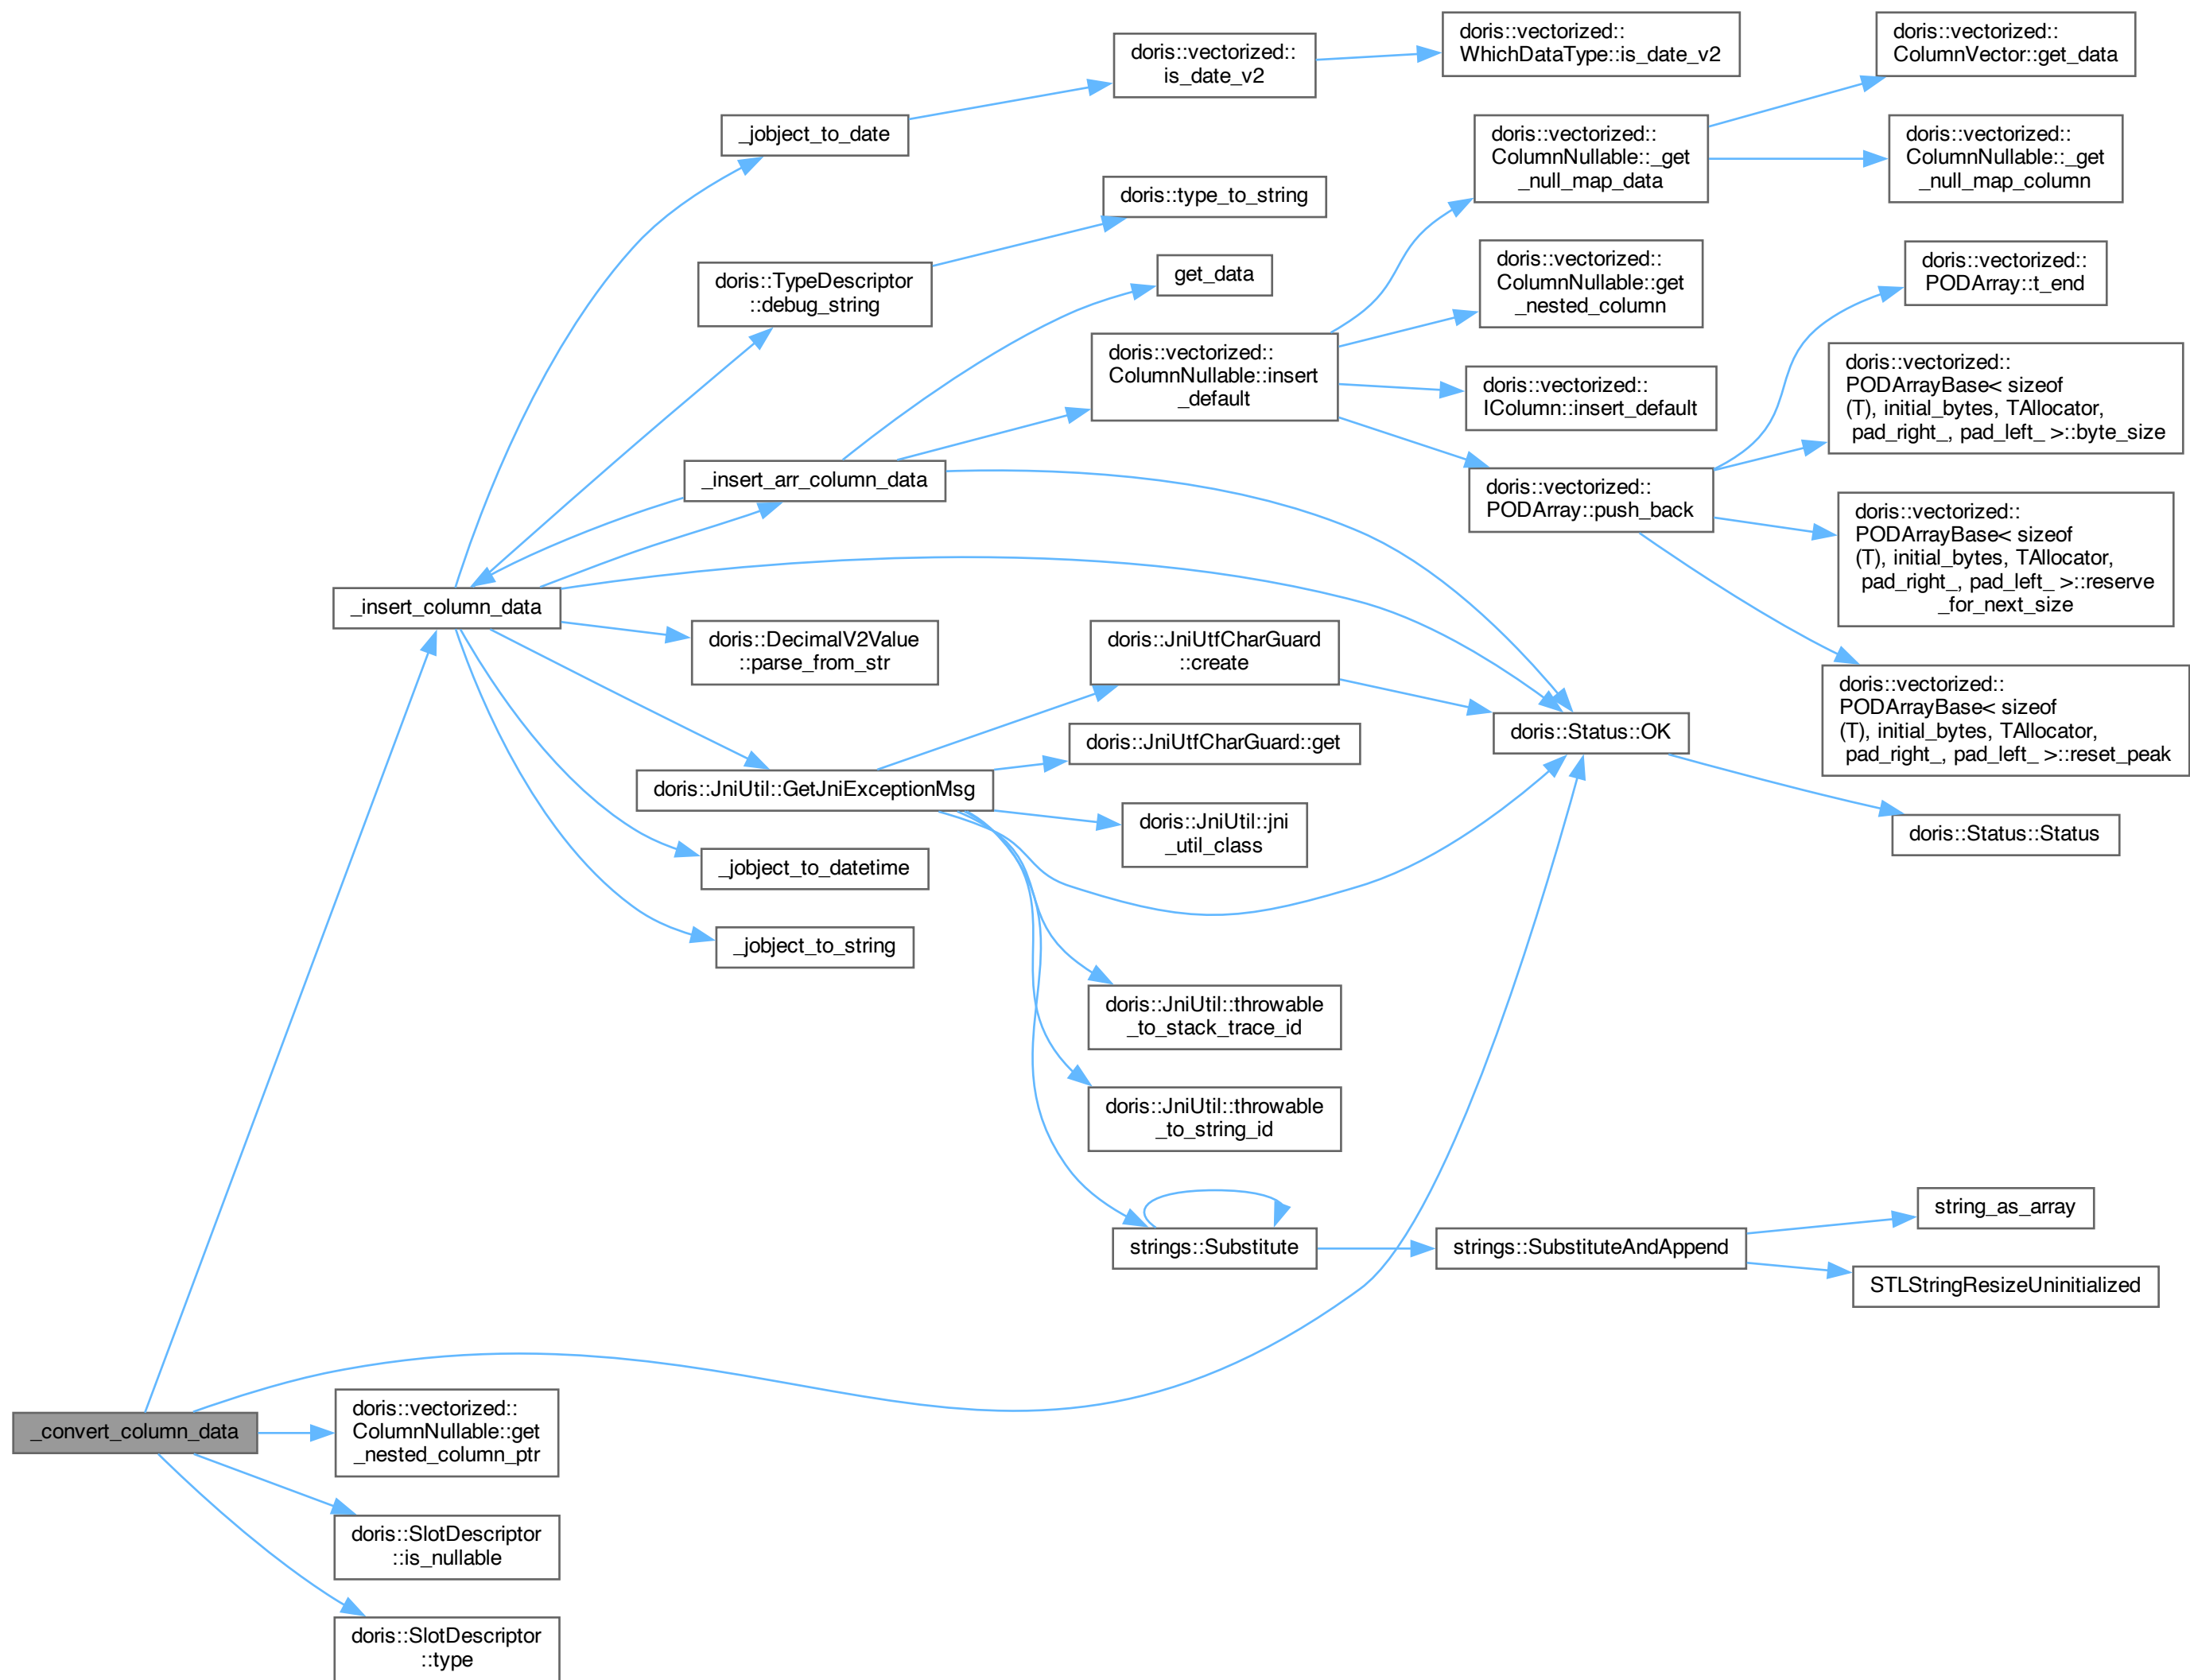 doris::vectorized::
WhichDataType::is_date_v2
doris::vectorized::
ColumnVector::get_data
doris::vectorized::
is_date_v2
_jobject_to_date
doris::vectorized::
ColumnNullable::_get
_null_map_data
doris::vectorized::
ColumnNullable::_get
_null_map_column
doris::type_to_string
doris::TypeDescriptor
::debug_string
get_data
doris::vectorized::
ColumnNullable::get
_nested_column
doris::vectorized::
PODArray::t_end
doris::vectorized::
ColumnNullable::insert
_default
doris::vectorized::
IColumn::insert_default
doris::vectorized::
PODArrayBase< sizeof
(T), initial_bytes, TAllocator,
pad_right_, pad_left_ >::byte_size
_insert_arr_column_data
doris::vectorized::
PODArray::push_back
doris::vectorized::
PODArrayBase< sizeof
(T), initial_bytes, TAllocator,
pad_right_, pad_left_ >::reserve
_for_next_size
_insert_column_data
doris::DecimalV2Value
::parse_from_str
doris::JniUtfCharGuard
::create
doris::vectorized::
PODArrayBase< sizeof
(T), initial_bytes, TAllocator,
pad_right_, pad_left_ >::reset_peak
doris::Status::OK
doris::JniUtfCharGuard::get
doris::JniUtil::GetJniExceptionMsg
doris::JniUtil::jni
_util_class
doris::Status::Status
_jobject_to_datetime
_jobject_to_string
doris::JniUtil::throwable
_to_stack_trace_id
doris::JniUtil::throwable
_to_string_id
string_as_array
strings::Substitute
strings::SubstituteAndAppend
STLStringResizeUninitialized
_convert_column_data
doris::vectorized::
ColumnNullable::get
_nested_column_ptr
doris::SlotDescriptor
::is_nullable
doris::SlotDescriptor
::type